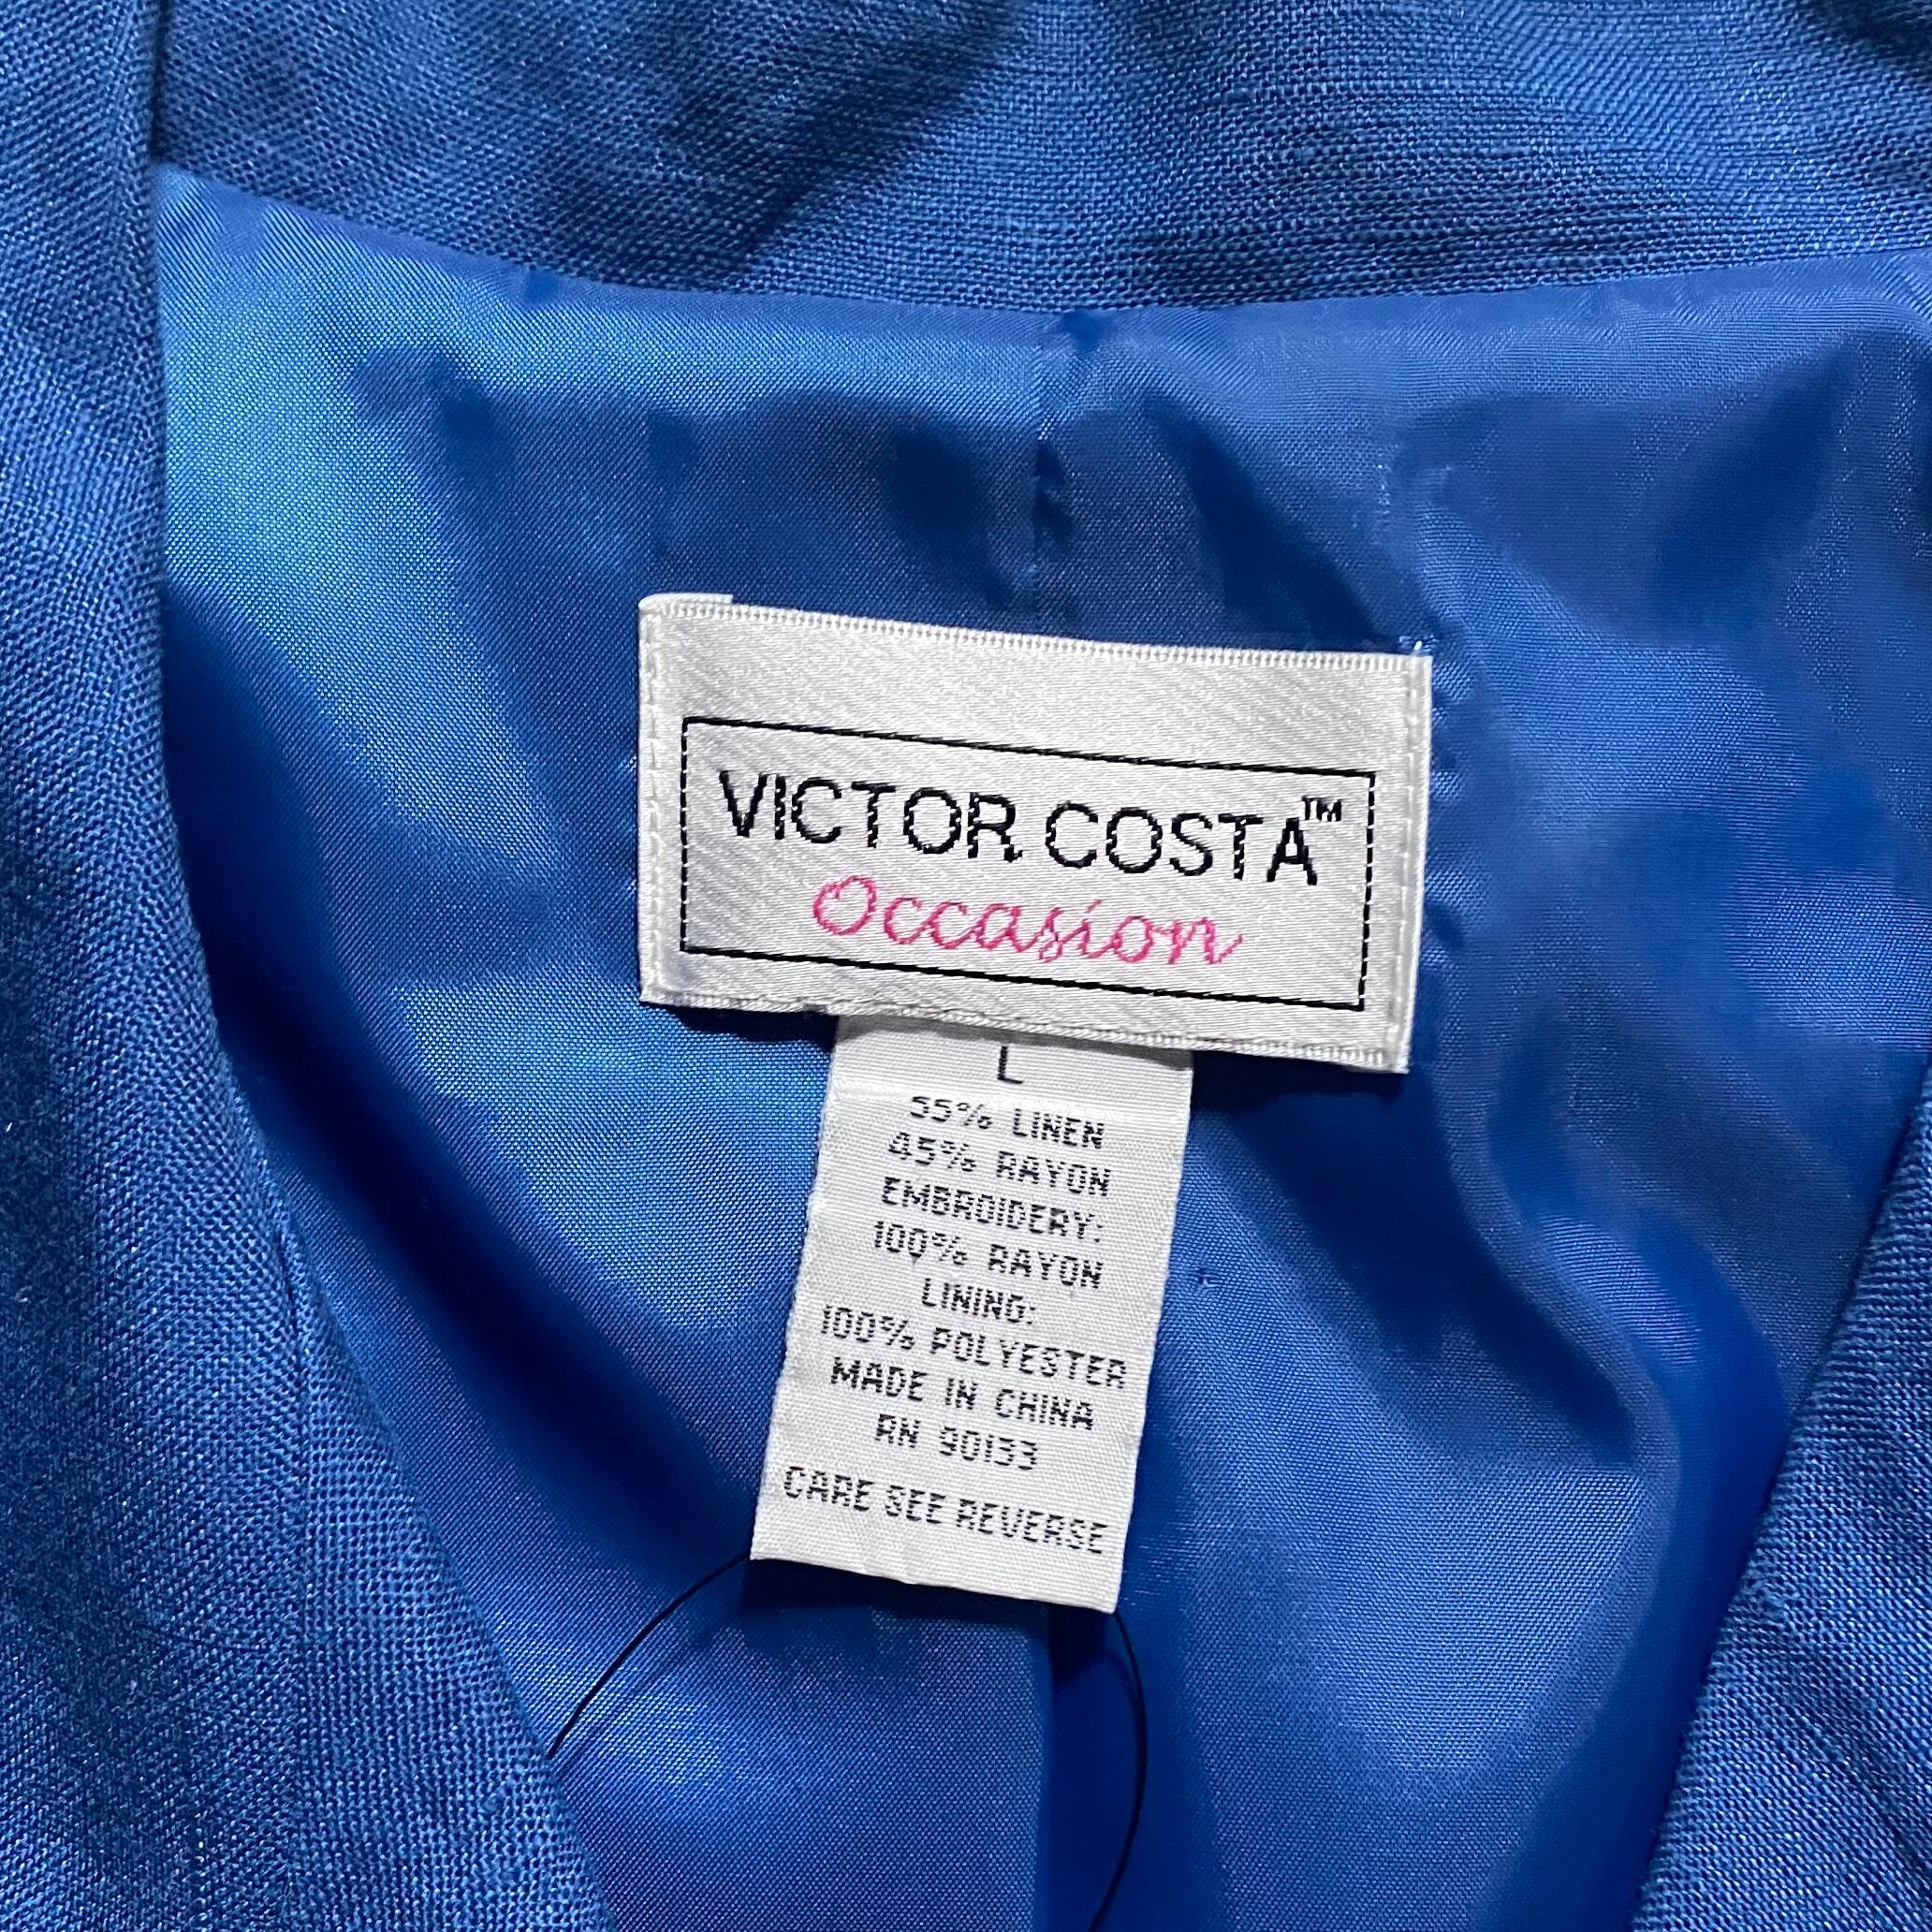 VICTOR COSTA™
Occasion
L
55% LINEN
45% RAYON
EMBROIDERY:
100% RAYON
LINING:
100% POLYESTER
MADE IN CHINA
RN 90133
CARE SEE REVERSE